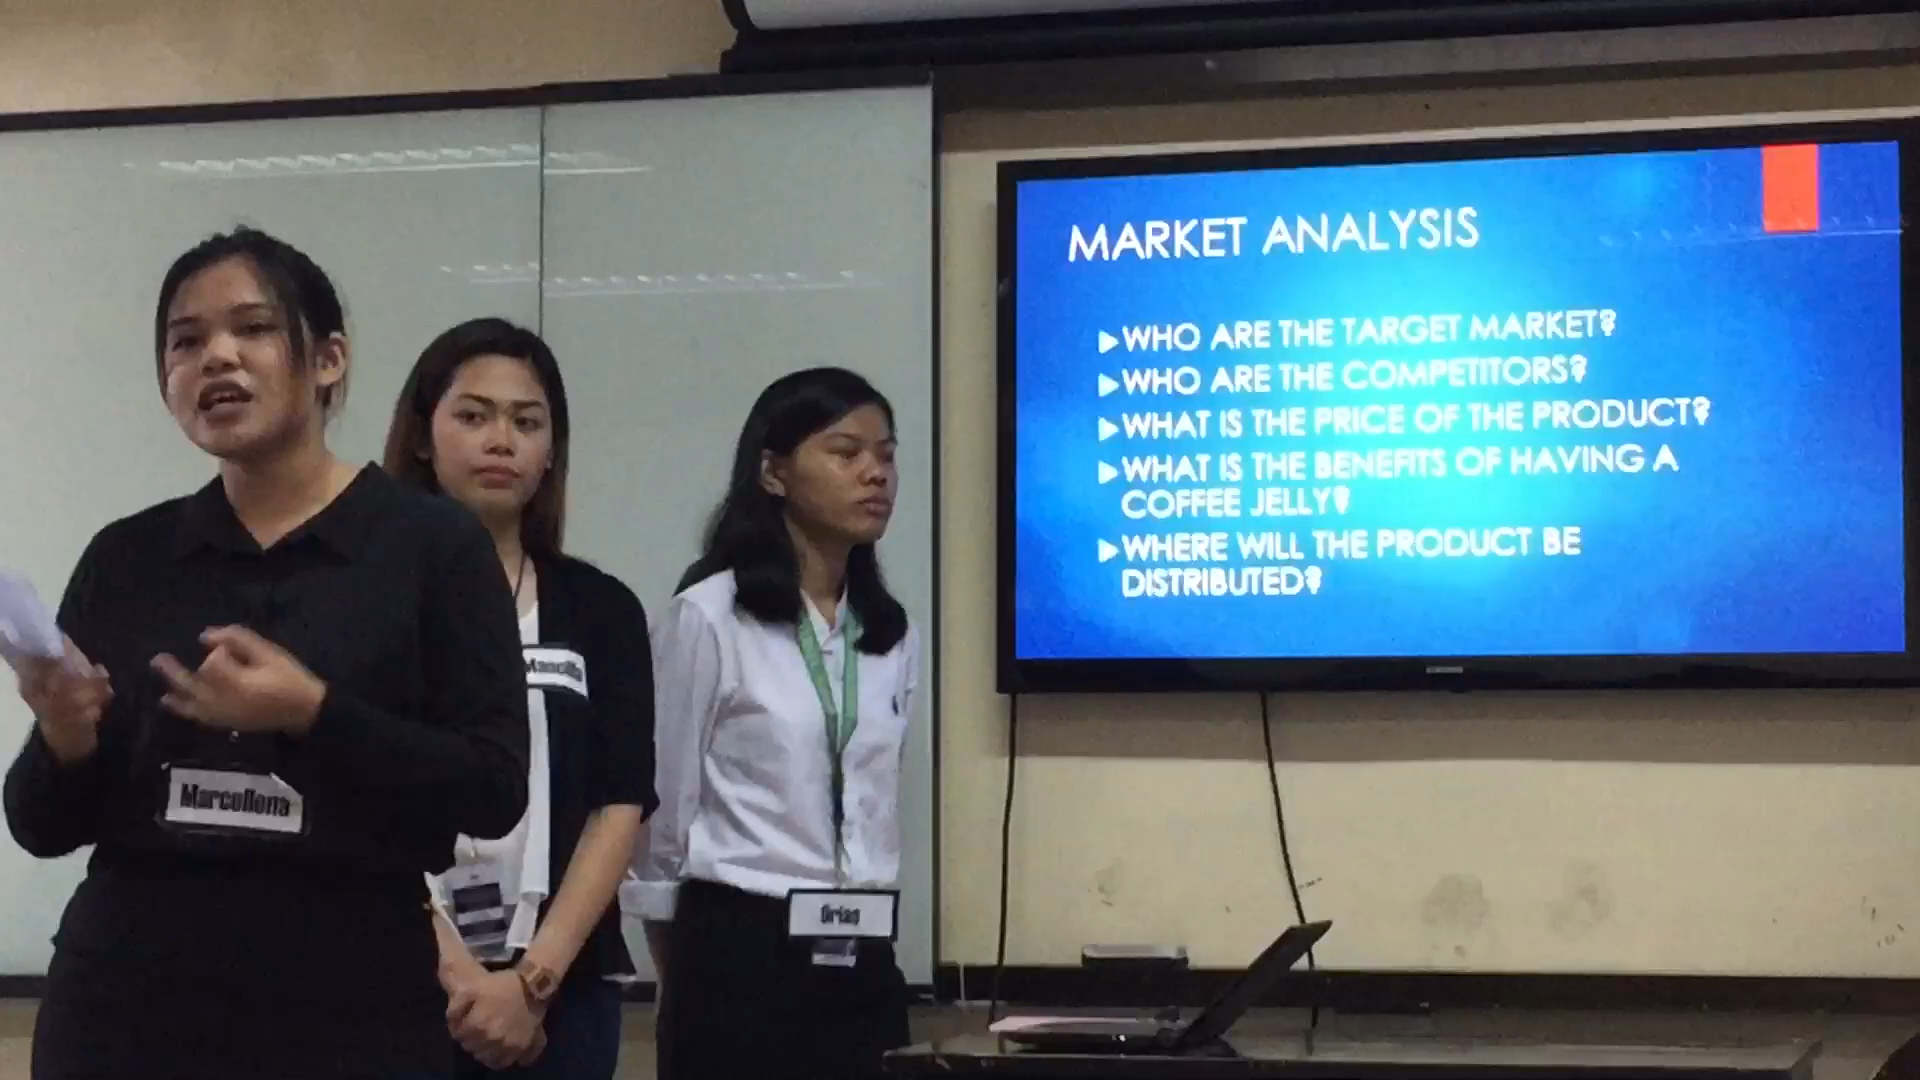 MARKET ANALYSIS
WHO ARE THE TARGET MARKET?
WHO ARE THE COMPETITORS?
WHAT IS THE PRICE OF THE PRODUCT?
WHAT IS THE BENEFITS OF HAVING A
COFFEE JELLY?
WHERE WILL THE PRODUCT BE
DISTRIBUTED?
Marcollona
Orias